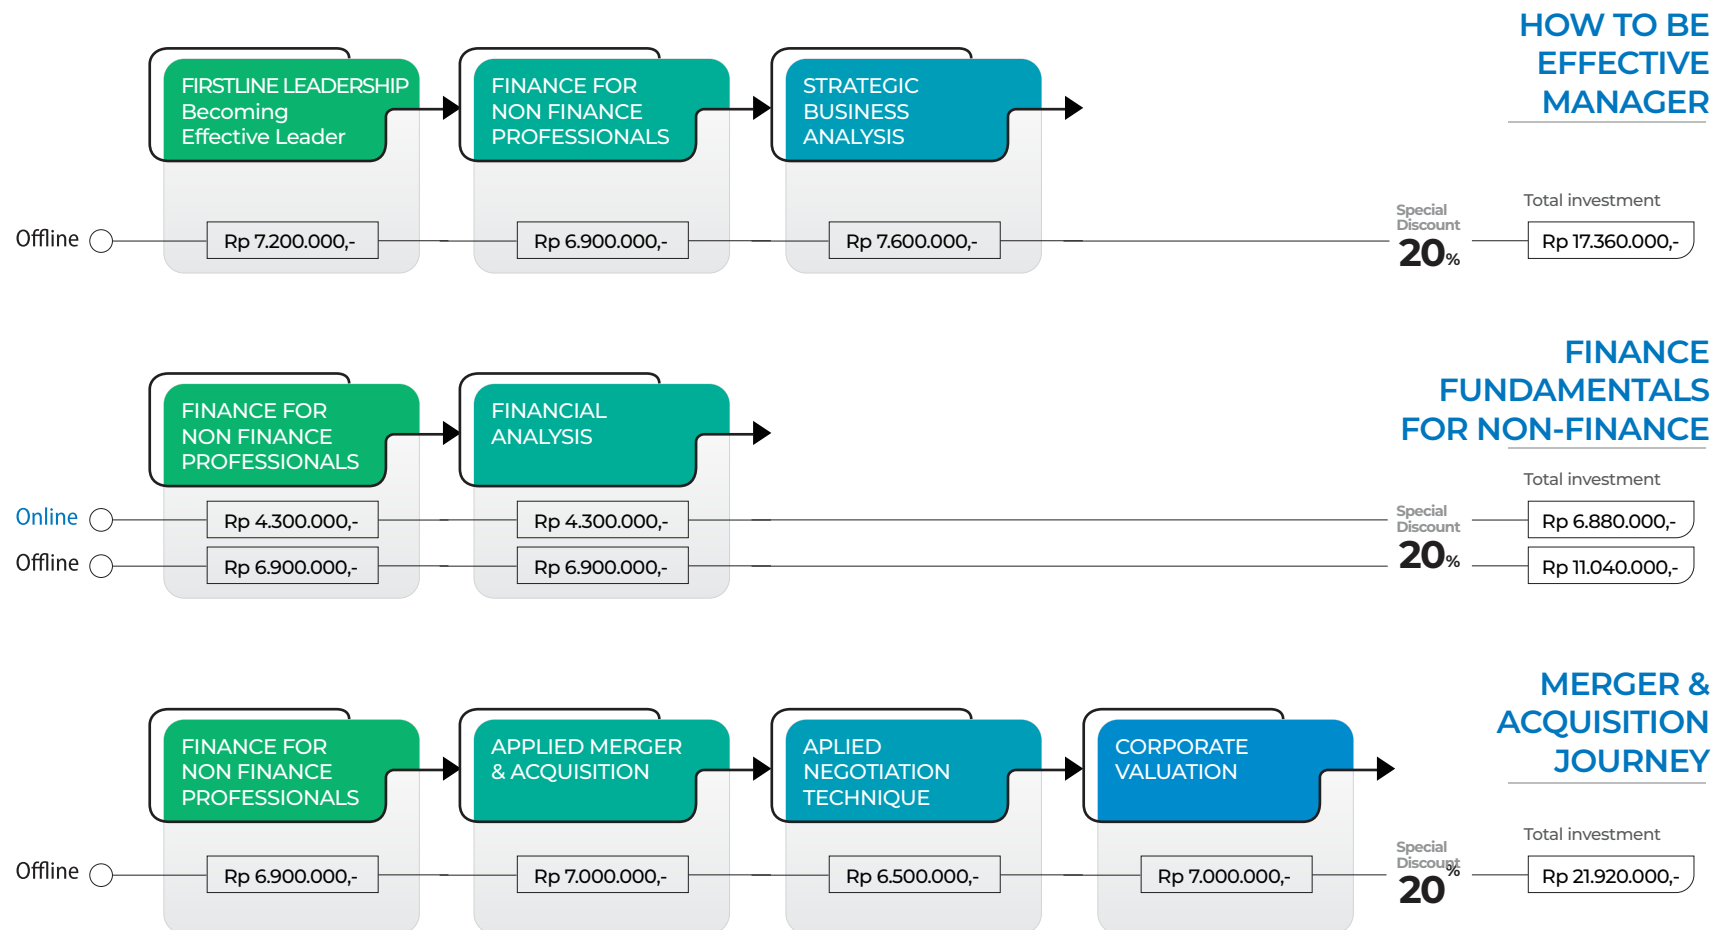 HOW TO BE
EFFECTIVE
MANAGER
FIRSTLINE LEADERSHIP
Becoming
Effective Leader
FINANCE FOR
NON FINANCE
PROFESSIONALS
STRATEGIC
BUSINESS
ANALYSIS
Offline
Rp 7.200.000,-
Rp 6.900.000,-
Rp 7.600.000,-
Special
Discount
20%
Total investment
Rp 17.360.000,-
FINANCE
FUNDAMENTALS
FOR NON-FINANCE
FINANCE FOR
NON FINANCE
PROFESSIONALS
FINANCIAL
ANALYSIS
Online
Rp 4.300.000,-
Rp 4.300.000,-
Offline
Rp 6.900.000,-
Rp 6.900.000,-
Special
Discount
20%
Total investment
Rp 6.880.000,-
Rp 11.040.000,-
MERGER &
ACQUISITION
JOURNEY
FINANCE FOR
NON FINANCE
PROFESSIONALS
APPLIED MERGER
& ACQUISITION
APLIED
NEGOTIATION
TECHNIQUE
CORPORATE
VALUATION
Offline
Rp 6.900.000,-
Rp 7.000.000,-
Rp 6.500.000,-
Rp 7.000.000,-
Special
Discount
20%
Total investment
Rp 21.920.000,-